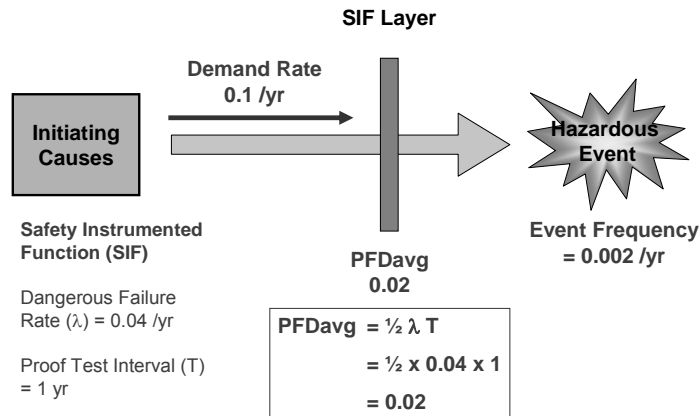 SIF Layer
Demand Rate
0.1 /yr
Initiating
Causes
Hazardous
Event
Safety Instrumented
Function (SIF)
Dangerous Failure
Rate (λ) = 0.04 /yr
Proof Test Interval (T)
= 1 yr
PFDavg
0.02
PFDavg = ½ λ T
= ½ x 0.04 x 1
= 0.02
Event Frequency
= 0.002 /yr